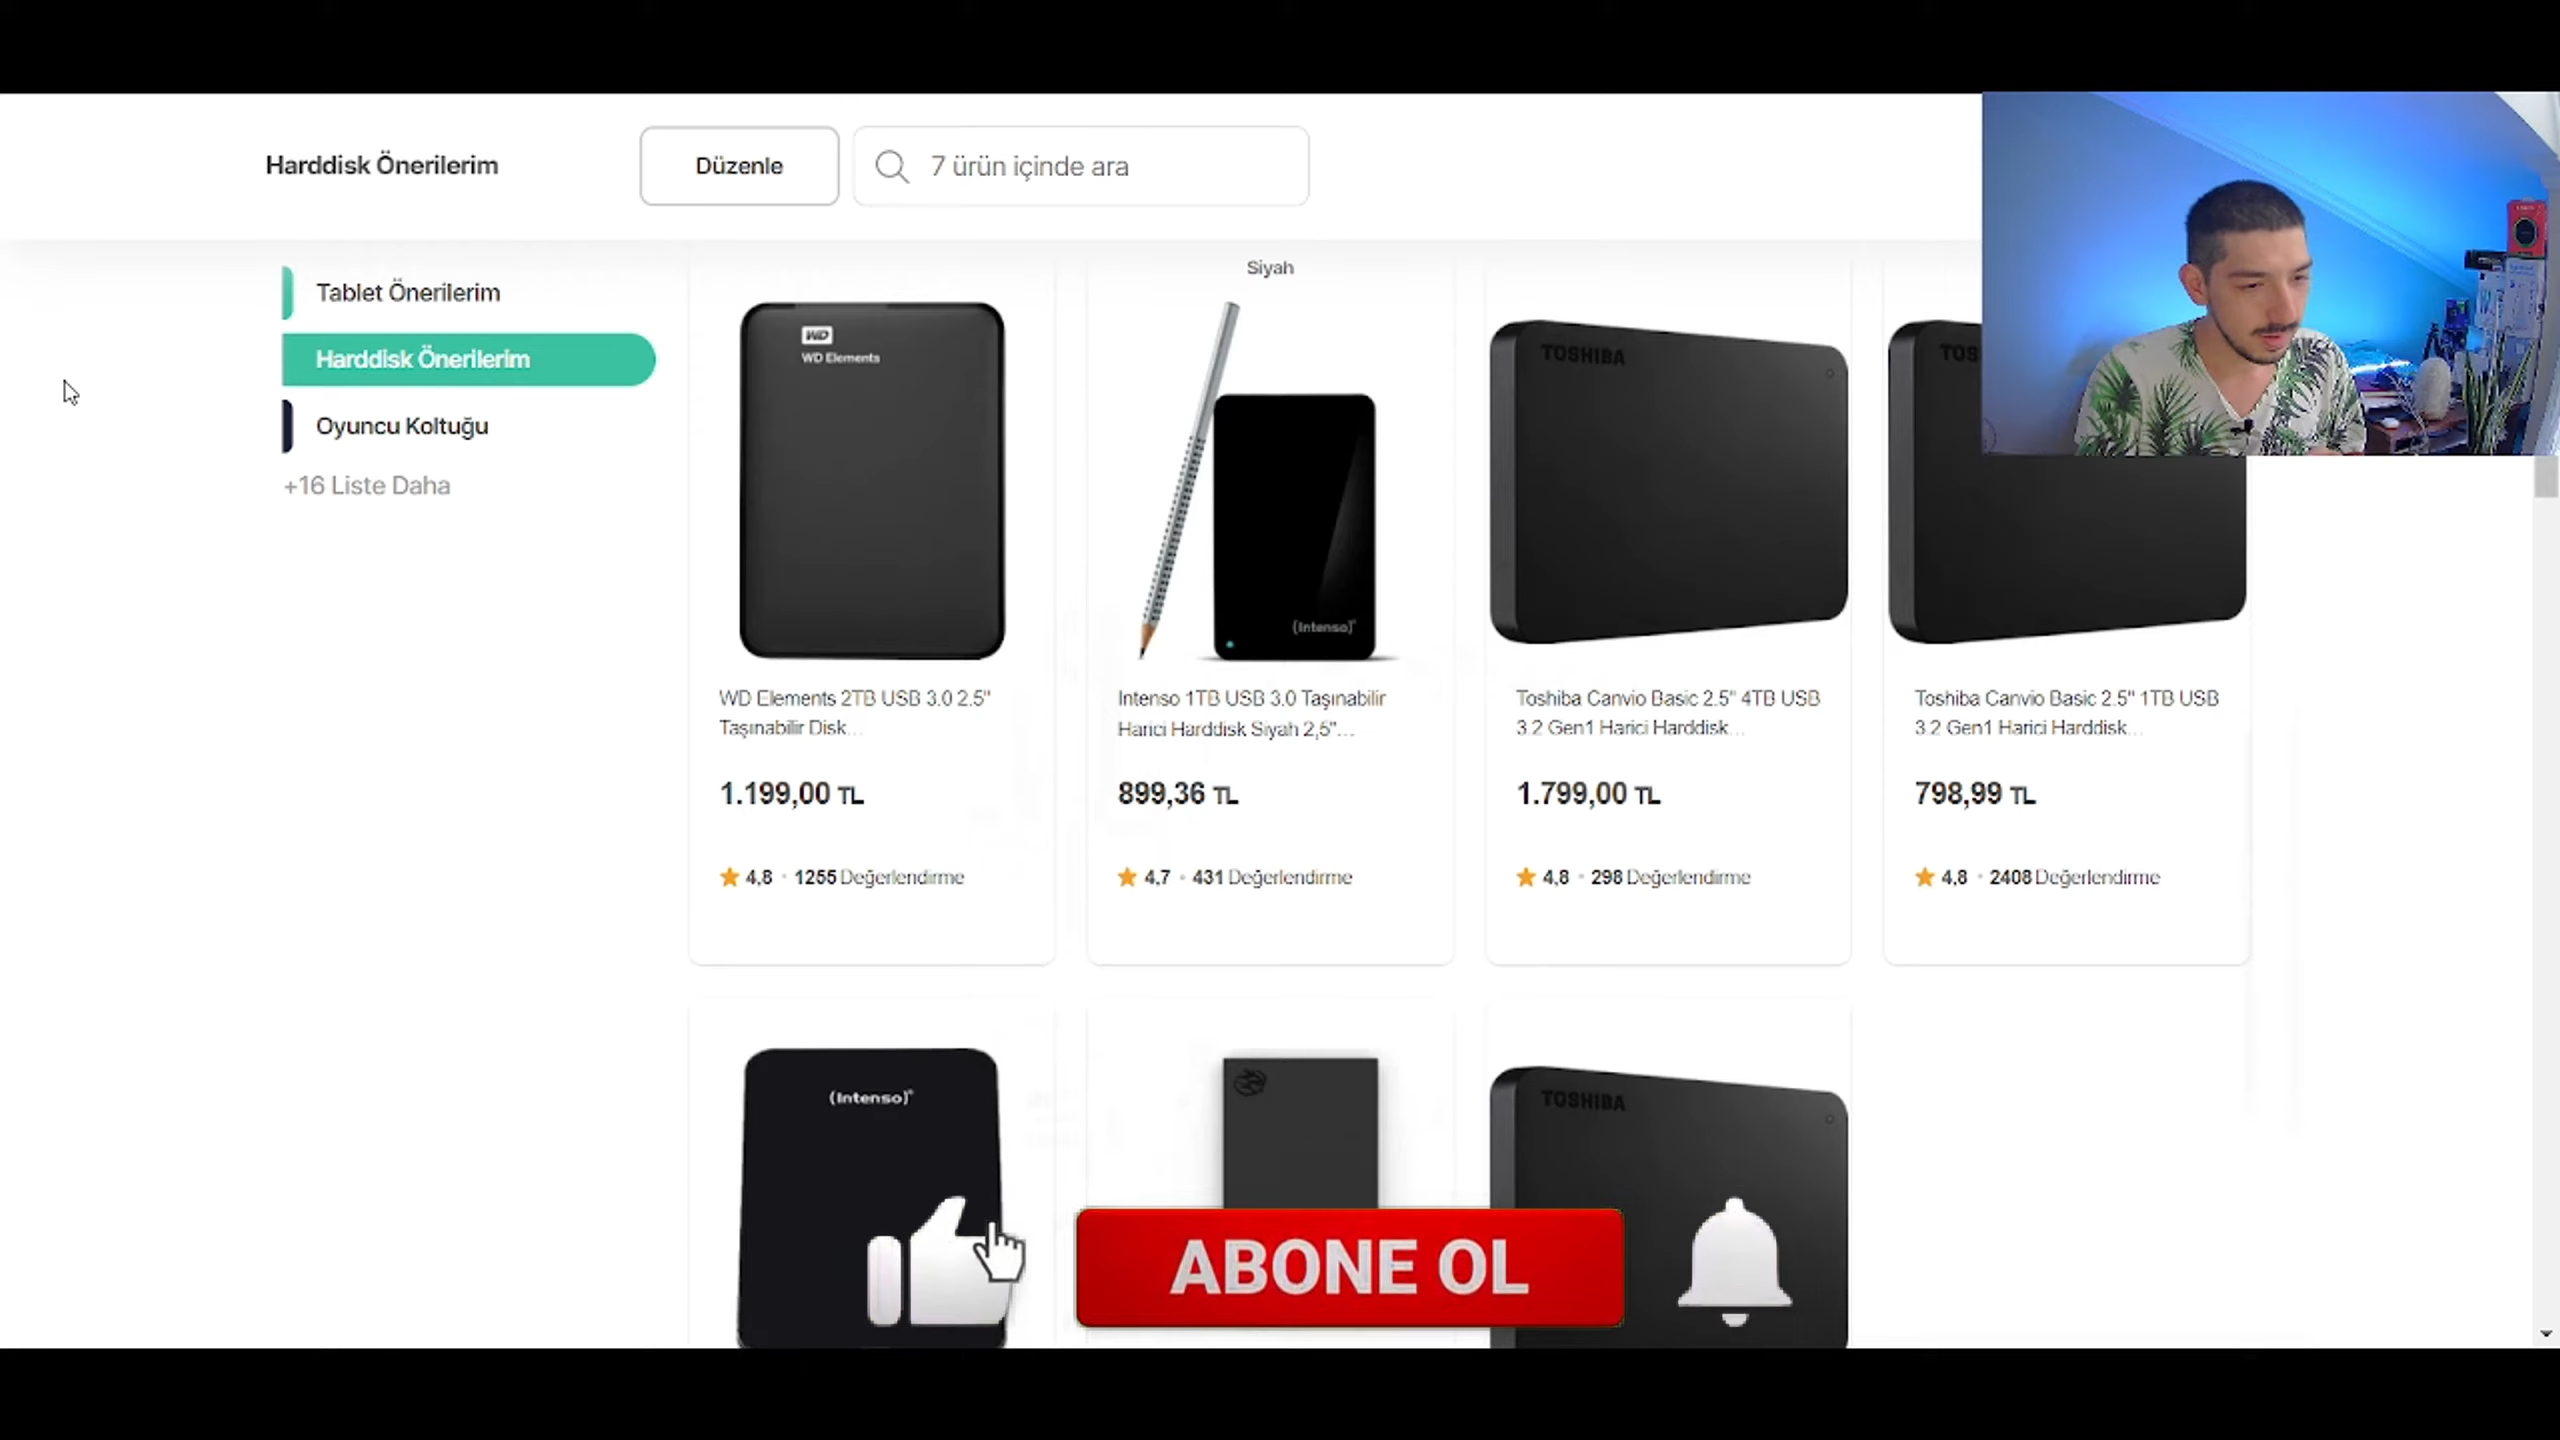 Harddisk Önerilerim
Düzenle
7 ürün içinde ara
Tablet Önerilerim
Harddisk Önerilerim
Oyuncu Koltuğu
+16 Liste Daha
WD
WD Elements
WD Elements 2TB USB 3.0 2.5"
Taşınabilir Disk...
1.199,00 TL
4,8 • 1255 Değerlendirme
Siyah
(intenso)®
Intenso 1TB USB 3.0 Taşınabilir
Harici Harddisk Siyah 2,5"...
899,36 TL
4,7 • 431 Değerlendirme
TOSHIBA
Toshiba Canvio Basic 2.5" 4TB USB
3.2 Gen1 Harici Harddisk...
1.799,00 TL
4,8 • 298 Değerlendirme
TOS
Toshiba Canvio Basic 2.5" 1TB USB
3.2 Gen1 Harici Harddisk...
798,99 TL
4,8 • 2408 Değerlendirme
(intenso)®
TOSHIBA
ABONE OL